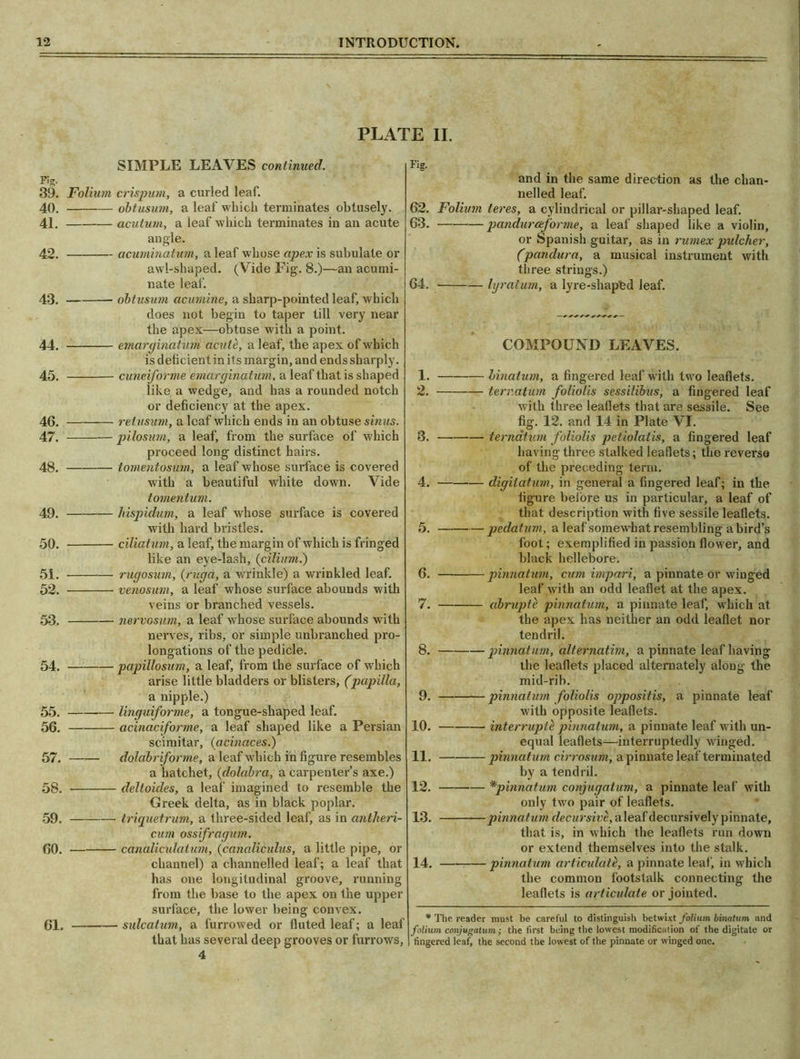 12 INTRODUCTION.
PLATE II.
SIMPLE LEAVES continued.
Fig.
39. Folium crispum, a curled leaf.
40. ——— obtusum, a leaf which terminates obtusely.
41. ——— acutum, a leaf which terminates in an acute
angle.
42. ——— acuminatum, a leaf whose apex is subulate or
awl-shaped. (Vide Fig. 8.)—an acumi-
nate leaf.
43. ——— obtusum acumine, a sharp-pointed leaf, which
does not begin to taper till very near
the apex—obtuse with a point.
44. ——— emarginatum acutè, a leaf, the apex of which
is deficient in its margin, and ends sharply.
45. ——— cuneiforme emarginatum, a leaf that is shaped
like a wedge, and has a rounded notch
or deficiency at the apex.
46. ——— retusum, a leaf which ends in an obtuse sinus.
47. ——— pilosum, a leaf, from the surface of which
proceed long distinct hairs.
48. ——— tomentosum, a leaf whose surface is covered
with a beautiful white down. Vide
tomentum.
49. ——— hispidum, a leaf whose surface is covered
with hard bristles.
50. ——— ciliatum, a leaf, the margin of which is fringed
like an eye-lash, (cilium.)
51. ——— rugosum, (ruga, a wrinkle) a wrinkled leaf.
52. ——— venosum, a leaf whose surface abounds with
veins or branched vessels.
53. ——— nervosum, a leaf whose surface abounds with
nerves, ribs, or simple unbranched pro-
longations of the pedicle.
54. ——— papillosum, a leaf, from the surface of which
arise little bladders or blisters, (papilla,
a nipple.)
55. ——— linguiforme, a tongue-shaped leaf.
56. ——— acinaciforme, a leaf shaped like a Persian
scimitar, (acinaces.)
57. —— dolabriforme, a leaf which in figure resembles
a hatchet, (dolabra, a carpenter's axe.)
58. ——— deltoides, a leaf imagined to resemble the
Greek delta, as in black poplar.
59. ——— triquetrum, a three-sided leaf, as in antheri-
cum ossifragum.
60. ——— canaliculatum, (canaliculus, a little pipe, or
channel) a channelled leaf; a leaf that
has one longitudinal groove, running
from the base to the apex on the upper
surface, the lower being convex.
61. ——— sulcatum, a furrowed or fluted leaf; a leaf
that has several deep grooves or furrows,
4
Fig.
and in the same direction as the chan-
nelled leaf.
62. Folium teres, a cylindrical or pillar-shaped leaf.
63. ——— panduræforme, a leaf shaped like a violin,
or Spanish guitar, as in rumex pulcher,
(pandura, a musical instrument with
three strings.)
64. ——— lyratum, a lyre-shaped leaf.
COMPOUND LEAVES.
1. ——— binatum, a fingered leaf with two leaflets.
2. ——— ternatum foliolis sessilibus, a fingered leaf
with three leaflets that are sessile. See
fig. 12. and 14 in Plate VI.
3. ——— ternatum foliolis petiolatis, a fingered leaf
having three stalked leaflets; the reverse
of the preceding term.
4. ——— digitatum, in general a fingered leaf; in the
figure before us in particular, a leaf of
that description with five sessile leaflets.
5. ——— pedatum, a leaf somewhat resembling a bird's
foot; exemplified in passion flower, and
black hellebore.
6. ——— pinnatum, cum impari, a pinnate or winged
leaf with an odd leaflet at the apex.
7. ——— abruptè pinnatum, a pinnate leaf, which at
the apex has neither an odd leaflet nor
tendril.
8. ——— pinnatum, alternatim, a pinnate leaf having
the leaflets placed alternately along the
mid-rib.
9. ——— pinnatum foliolis oppositis, a pinnate leaf
with opposite leaflets.
10. ——— interruptè pinnatum, a pinnate leaf with un-
equal leaflets—interruptedly winged.
11. ——— pinnatum cirrosum, a pinnate leaf terminated
by a tendril.
12. ——— *pinnatum conjugatum, a pinnate leaf with
only two pair of leaflets.
13. ——— pinnatum decursivè, a leaf decursively pinnate,
that is, in which the leaflets run down
or extend themselves into the stalk.
14. ——— pinnatum articulatè, a pinnate leaf, in which
the common footstalk connecting the
leaflets is articulate or jointed.
* The reader must be careful to distinguish betwixt folium binatum and
folium conjugatum; the first being the lowest modification of the digitate or
fingered leaf, the second the lowest of the pinnate or winged one.